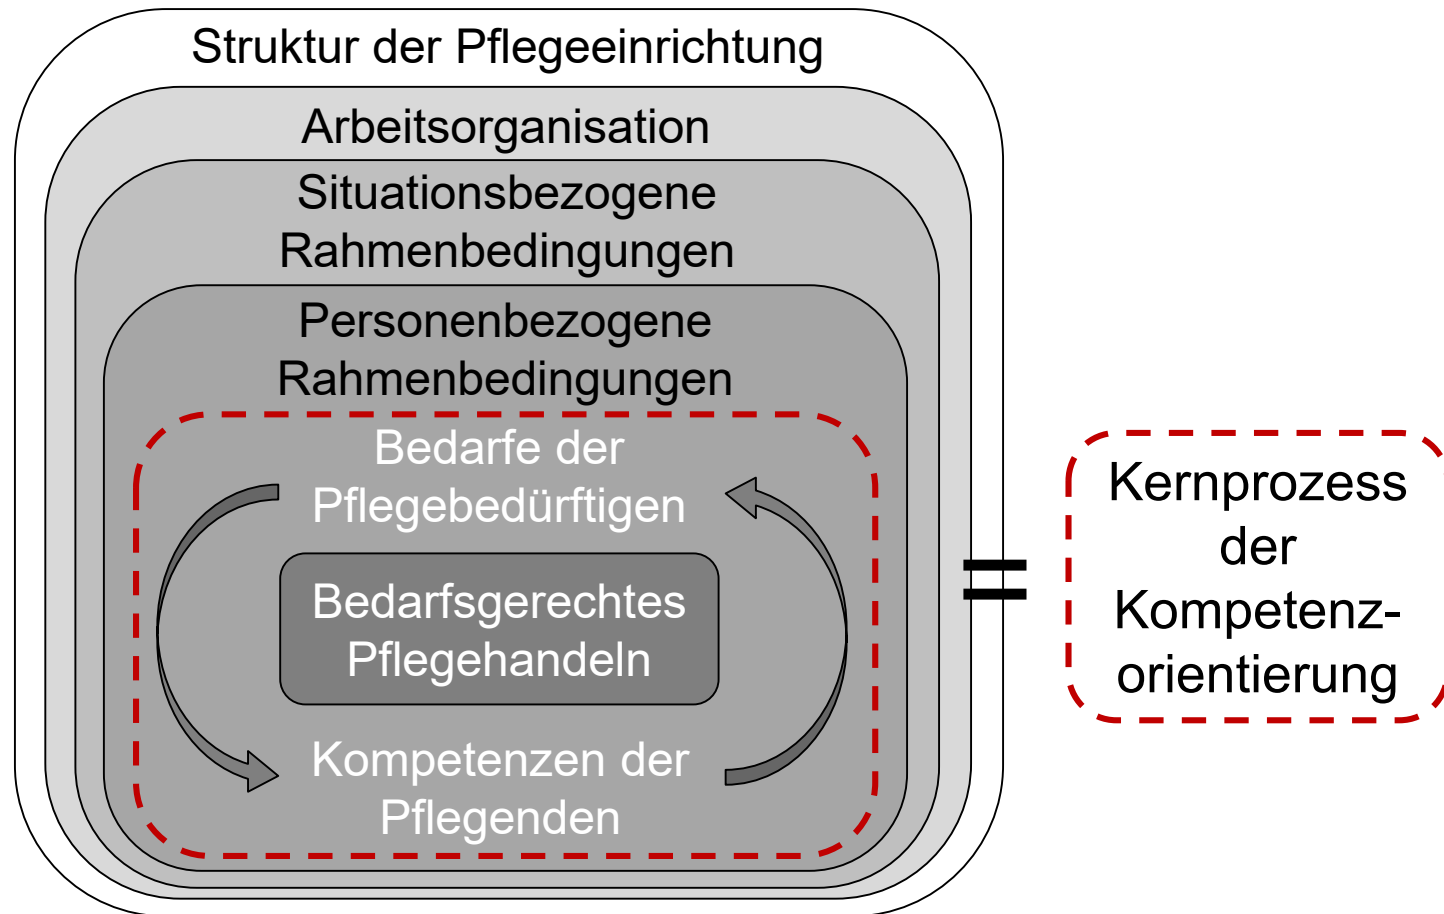 Struktur der Pflegeeinrichtung
Arbeitsorganisation
Situationsbezogene
Rahmenbedingungen
Personenbezogene
Rahmenbedingungen
Bedarfe der
Pflegebedürftigen
Bedarfsgerechtes
Pflegehandeln
Kompetenzen der
Pflegenden
=
Kernprozess
der
Kompetenz-
orientierung